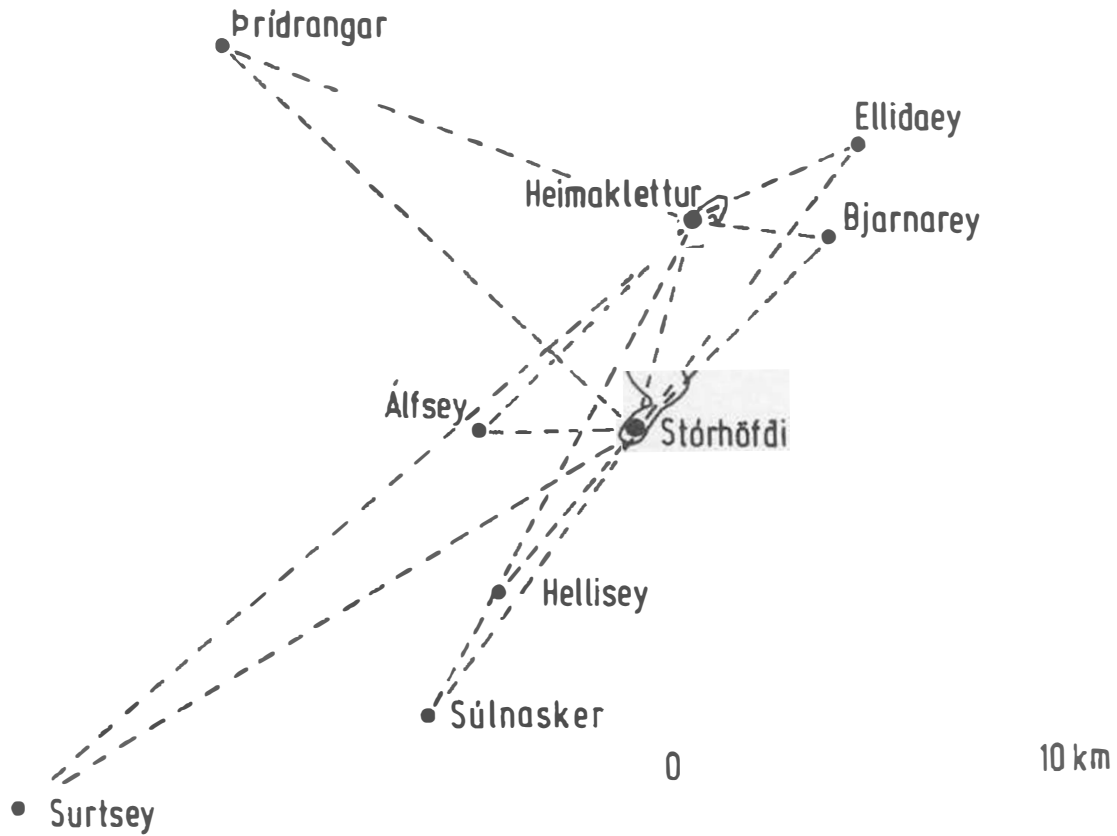 Þrídrangar
Ellidaey
Heimaklettur
Bjarnarey
Álfsey
Stórhöfdi
Hellisey
Súlnasker
0 10 km
Surtsey